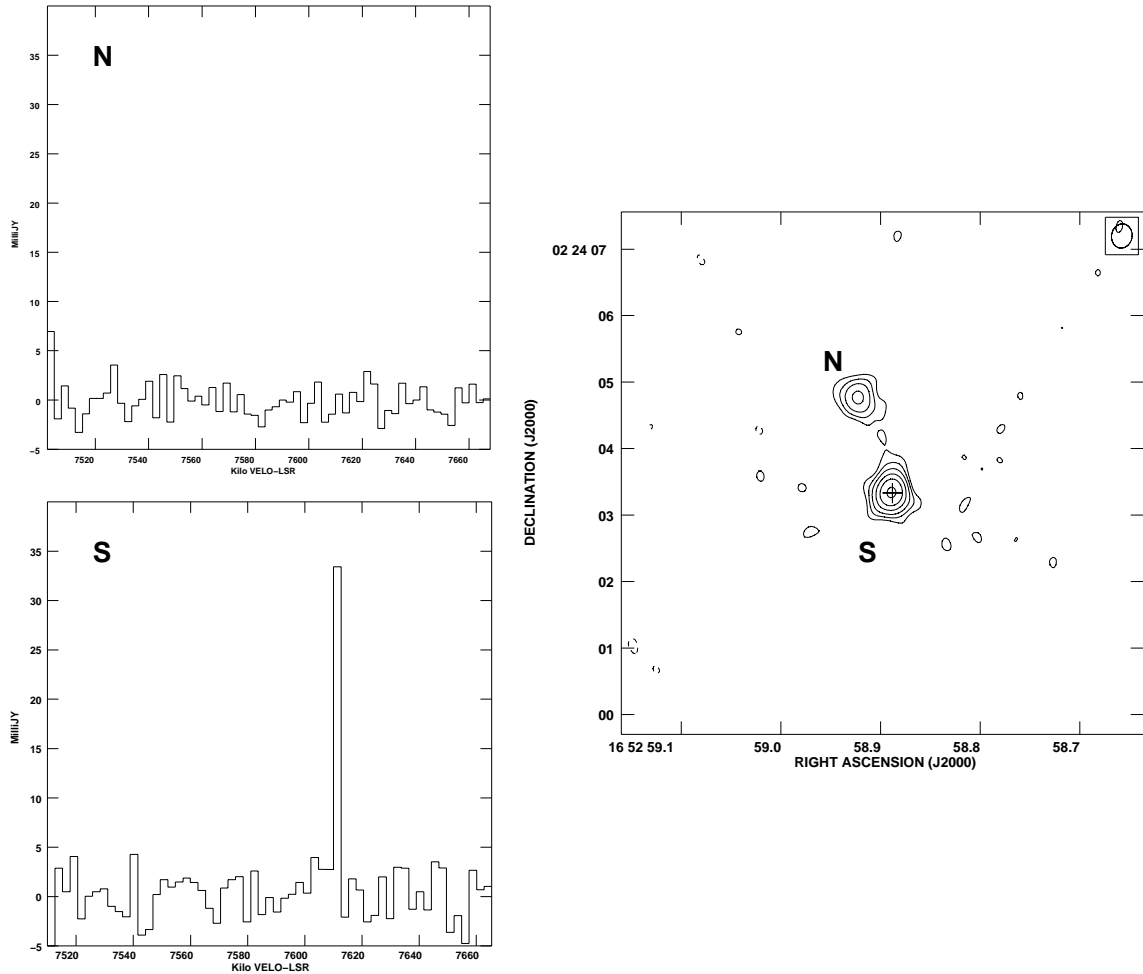 N
35
30
25
20
15
10
5
0
−5
MilliJY
7520 7540 7560 7580 7600 7620 7640 7660
Kilo VELO−LSR
S
35
30
25
20
15
10
5
0
−5
MilliJY
7520 7540 7560 7580 7600 7620 7640 7660
Kilo VELO−LSR
DECLINATION (J2000)
02 24 07
06
05
04
03
02
01
00
N
S
16 52 59.1 59.0 58.9 58.8 58.7
RIGHT ASCENSION (J2000)